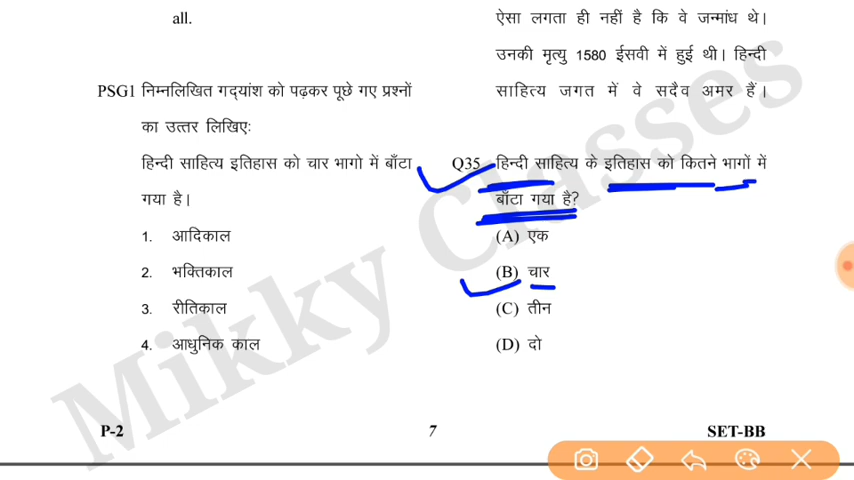 all.
PSG1 निम्नलिखित गद्यांश को पढ़कर पूछे गए प्रश्नों
का उत्तर लिखिए:
हिन्दी साहित्य इतिहास को चार भागो में बाँटा
गया है।
1. आदिकाल
2. भक्तिकाल
3. रीतिकाल
4. आधुनिक काल
ऐसा लगता ही नहीं है कि वे जन्मांध थे।
उनकी मृत्यु 1580 ईसवी में हुई थी। हिन्दी
साहित्य जगत में वे सदैव अमर हैं।
Q35 हिन्दी साहित्य के इतिहास को कितने भागों में
बाँटा गया है?
(A) एक
(B) चार
(C) तीन
(D) दो
P-2 7 SET-BB
Mikky Classes